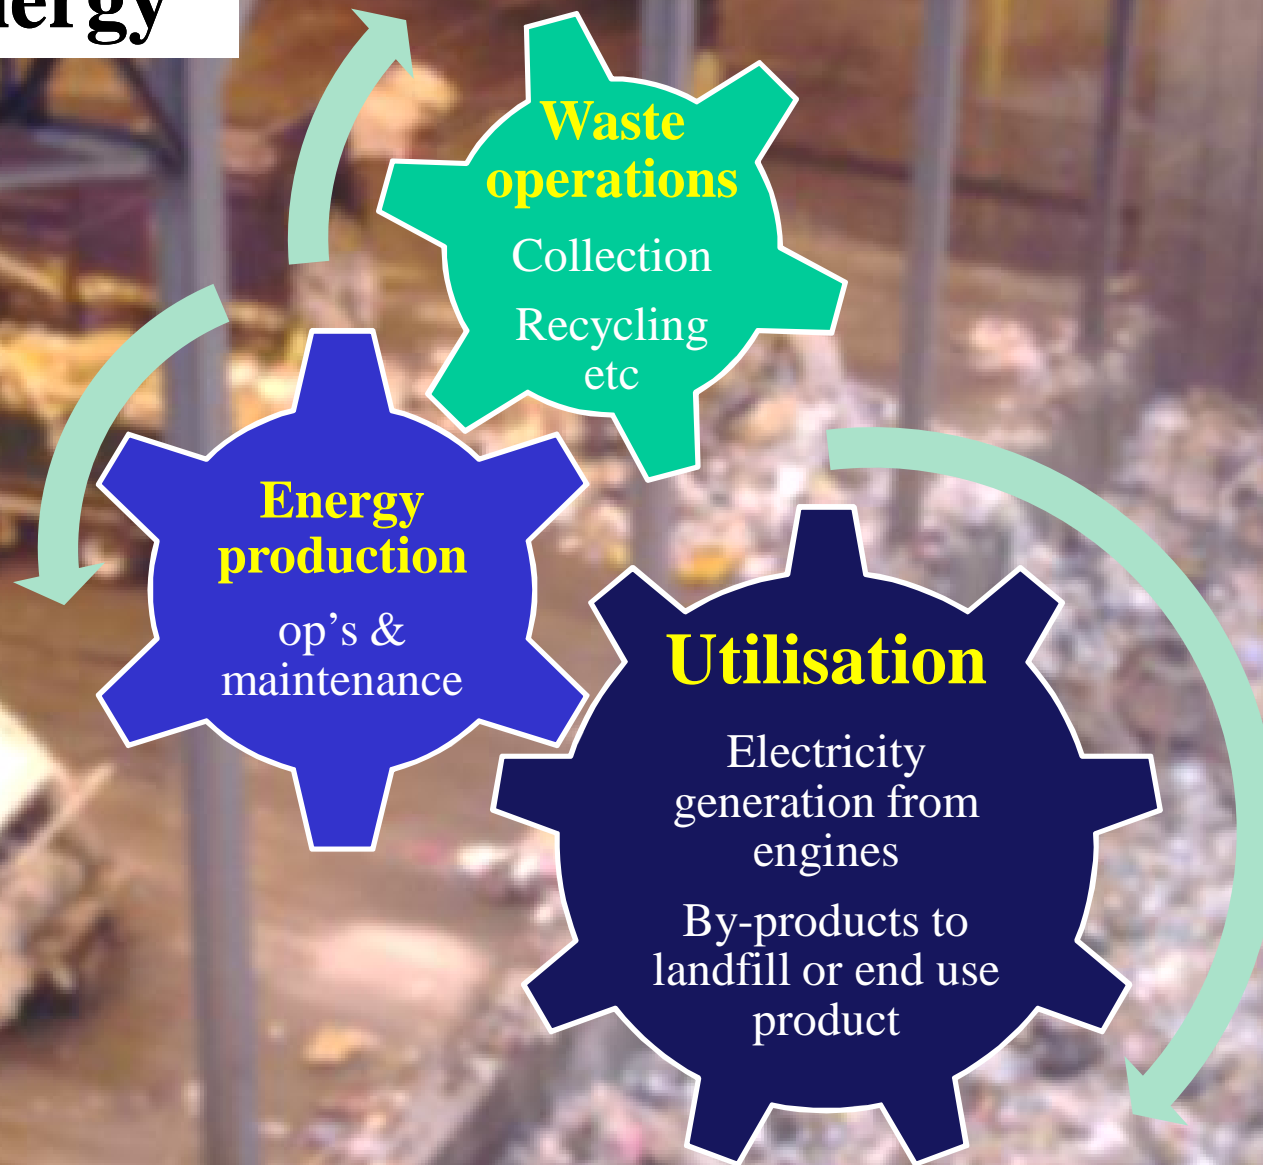 Waste
operations
Collection
Recycling
etc
Energy
production
op’s &
maintenance
Utilisation
Electricity
generation from
engines
By-products to
landfill or end use
product